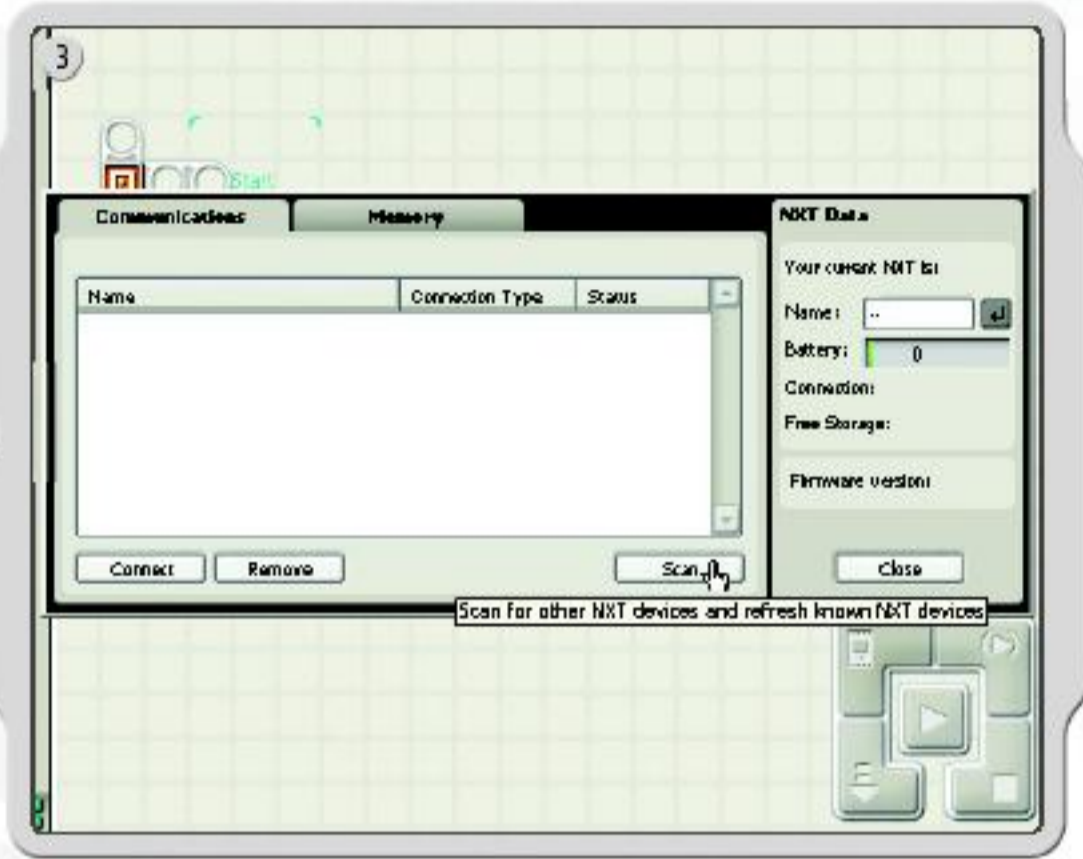 3
Start
Communications
Memory
Name
Connection Type
Status
Connect
Remove
Scan
Scan for other NXT devices and refresh known NXT devices
NXT Data
Your current NXT is:
Name:
--
Battery:
0
Connection:
Free Storage:
Firmware version:
Close